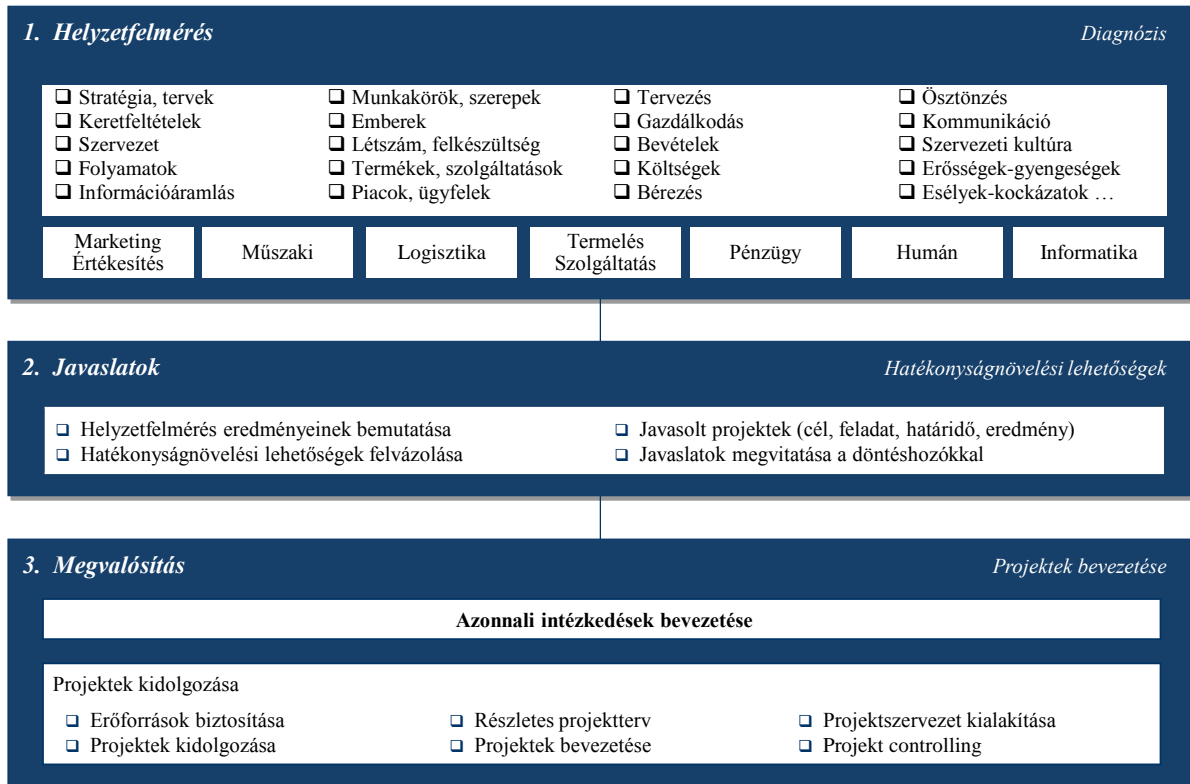 1. Helyzetfelmérés Diagnózis
❑ Stratégia, tervek ❑ Munkakörök, szerepek ❑ Tervezés ❑ Ösztönzés
❑ Keretfeltételek ❑ Emberek ❑ Gazdálkodás ❑ Kommunikáció
❑ Szervezet ❑ Létszám, felkészültség ❑ Bevételek ❑ Szervezeti kultúra
❑ Folyamatok ❑ Termékek, szolgáltatások ❑ Költségek ❑ Erősségek-gyengeségek
❑ Információáramlás ❑ Piacok, ügyfelek ❑ Bérezés ❑ Esélyek-kockázatok …
Marketing
Értékesítés
Műszaki
Logisztika
Termelés
Szolgáltatás
Pénzügy
Humán
Informatika
2. Javaslatok Hatékonyságnövelési lehetőségek
❑ Helyzetfelmérés eredményeinek bemutatása ❑ Javasolt projektek (cél, feladat, határidő, eredmény)
❑ Hatékonyságnövelési lehetőségek felvázolása ❑ Javaslatok megvitatása a döntéshozókkal
3. Megvalósítás Projektek bevezetése
Azonnali intézkedések bevezetése
Projektek kidolgozása
❑ Erőforrások biztosítása ❑ Részletes projektterv ❑ Projektszervezet kialakítása
❑ Projektek kidolgozása ❑ Projektek bevezetése ❑ Projekt controlling